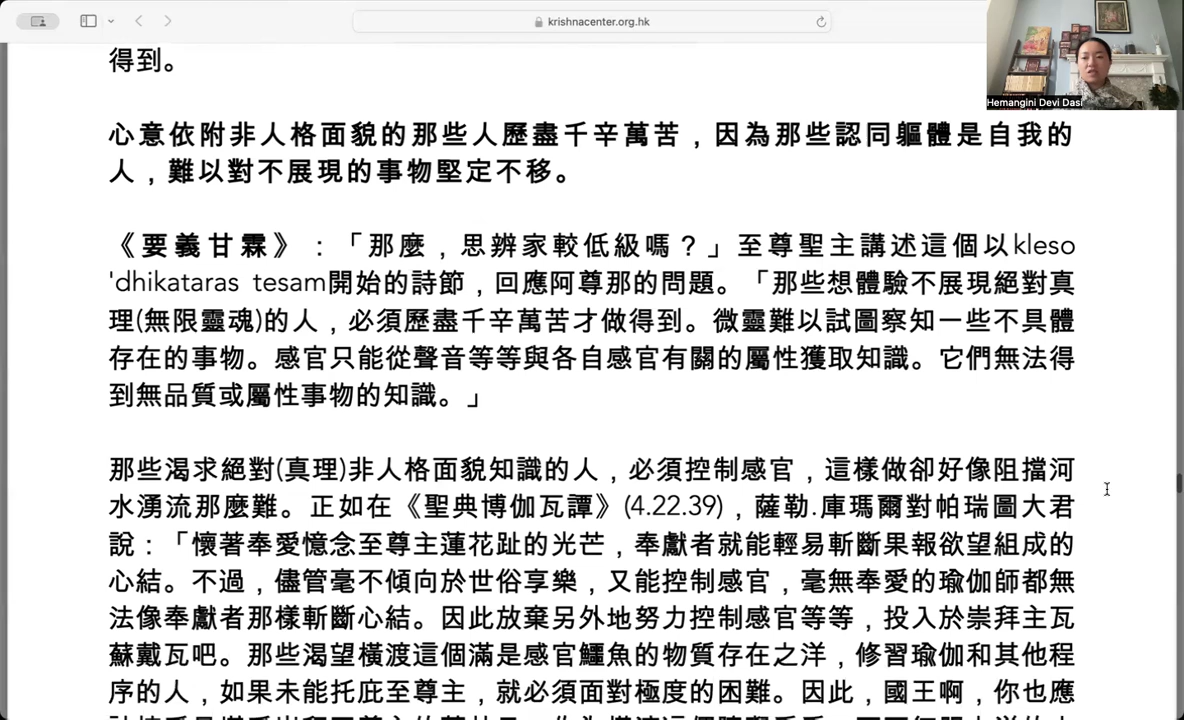 krishnacenter.org.hk
Hemangini Devi Dasi
得到。
心意依附非人格面貌的那些人歷盡千辛萬苦，因為那些認同軀體是自我的
人，難以對不展現的事物堅定不移。
《要義甘霖》：「那麼，思辨家較低級嗎？」至尊聖主講述這個以kleso
'dhikataras tesam開始的詩節，回應阿尊那的問題。「那些想體驗不展現絕對真
理(無限靈魂)的人，必須歷盡千辛萬苦才做得到。微靈難以試圖察知一些不具體
存在的事物。感官只能從聲音等等與各自感官有關的屬性獲取知識。它們無法得
到無品質或屬性事物的知識。」
那些渴求絕對(真理)非人格面貌知識的人，必須控制感官，這樣做卻好像阻擋河
水湧流那麼難。正如在《聖典博伽瓦譚》(4.22.39)，薩勒.庫瑪爾對帕瑞圖大君
說：「懷著奉愛憶念至尊主蓮花趾的光芒，奉獻者就能輕易斬斷果報欲望組成的
心結。不過，儘管毫不傾向於世俗享樂，又能控制感官，毫無奉愛的瑜伽師都無
法像奉獻者那樣斬斷心結。因此放棄另外地努力控制感官等等，投入於崇拜主瓦
蘇戴瓦吧。那些渴望橫渡這個滿是感官鱷魚的物質存在之洋，修習瑜伽和其他程
序的人，如果未能托庇至尊主，就必須面對極度的困難。因此，國王啊，你也應